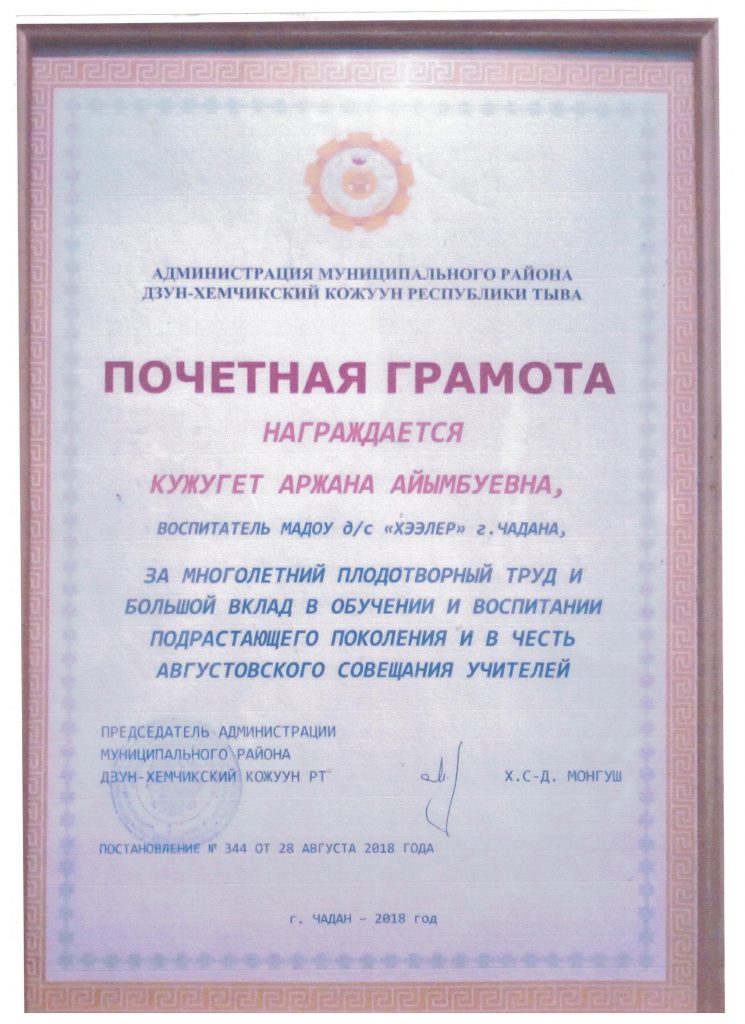 АДМИНИСТРАЦИЯ МУНИЦИПАЛЬНОГО РАЙОНА
ДЗУН-ХЕМЧИКСКИЙ КОЖУУН РЕСПУБЛИКИ ТЫВА
ПОЧЕТНАЯ ГРАМОТА
НАГРАЖДАЕТСЯ
КУЖУГЕТ АРЖАНА АЙЫМБУЕВНА,
ВОСПИТАТЕЛЬ МАДОУ д/с «ХЭЭЛЕР» г.ЧАДАНА,
ЗА МНОГОЛЕТНИЙ ПЛОДОТВОРНЫЙ ТРУД И
БОЛЬШОЙ ВКЛАД В ОБУЧЕНИИ И ВОСПИТАНИИ
ПОДРАСТАЮЩЕГО ПОКОЛЕНИЯ И В ЧЕСТЬ
АВГУСТОВСКОГО СОВЕЩАНИЯ УЧИТЕЛЕЙ
ПРЕДСЕДАТЕЛЬ АДМИНИСТРАЦИИ
МУНИЦИПАЛЬНОГО РАЙОНА
ДЗУН-ХЕМЧИКСКИЙ КОЖУУН РТ Х.С-Д. МОНГУШ
ПОСТАНОВЛЕНИЕ № 344 ОТ 28 АВГУСТА 2018 ГОДА
г. ЧАДАН – 2018 год